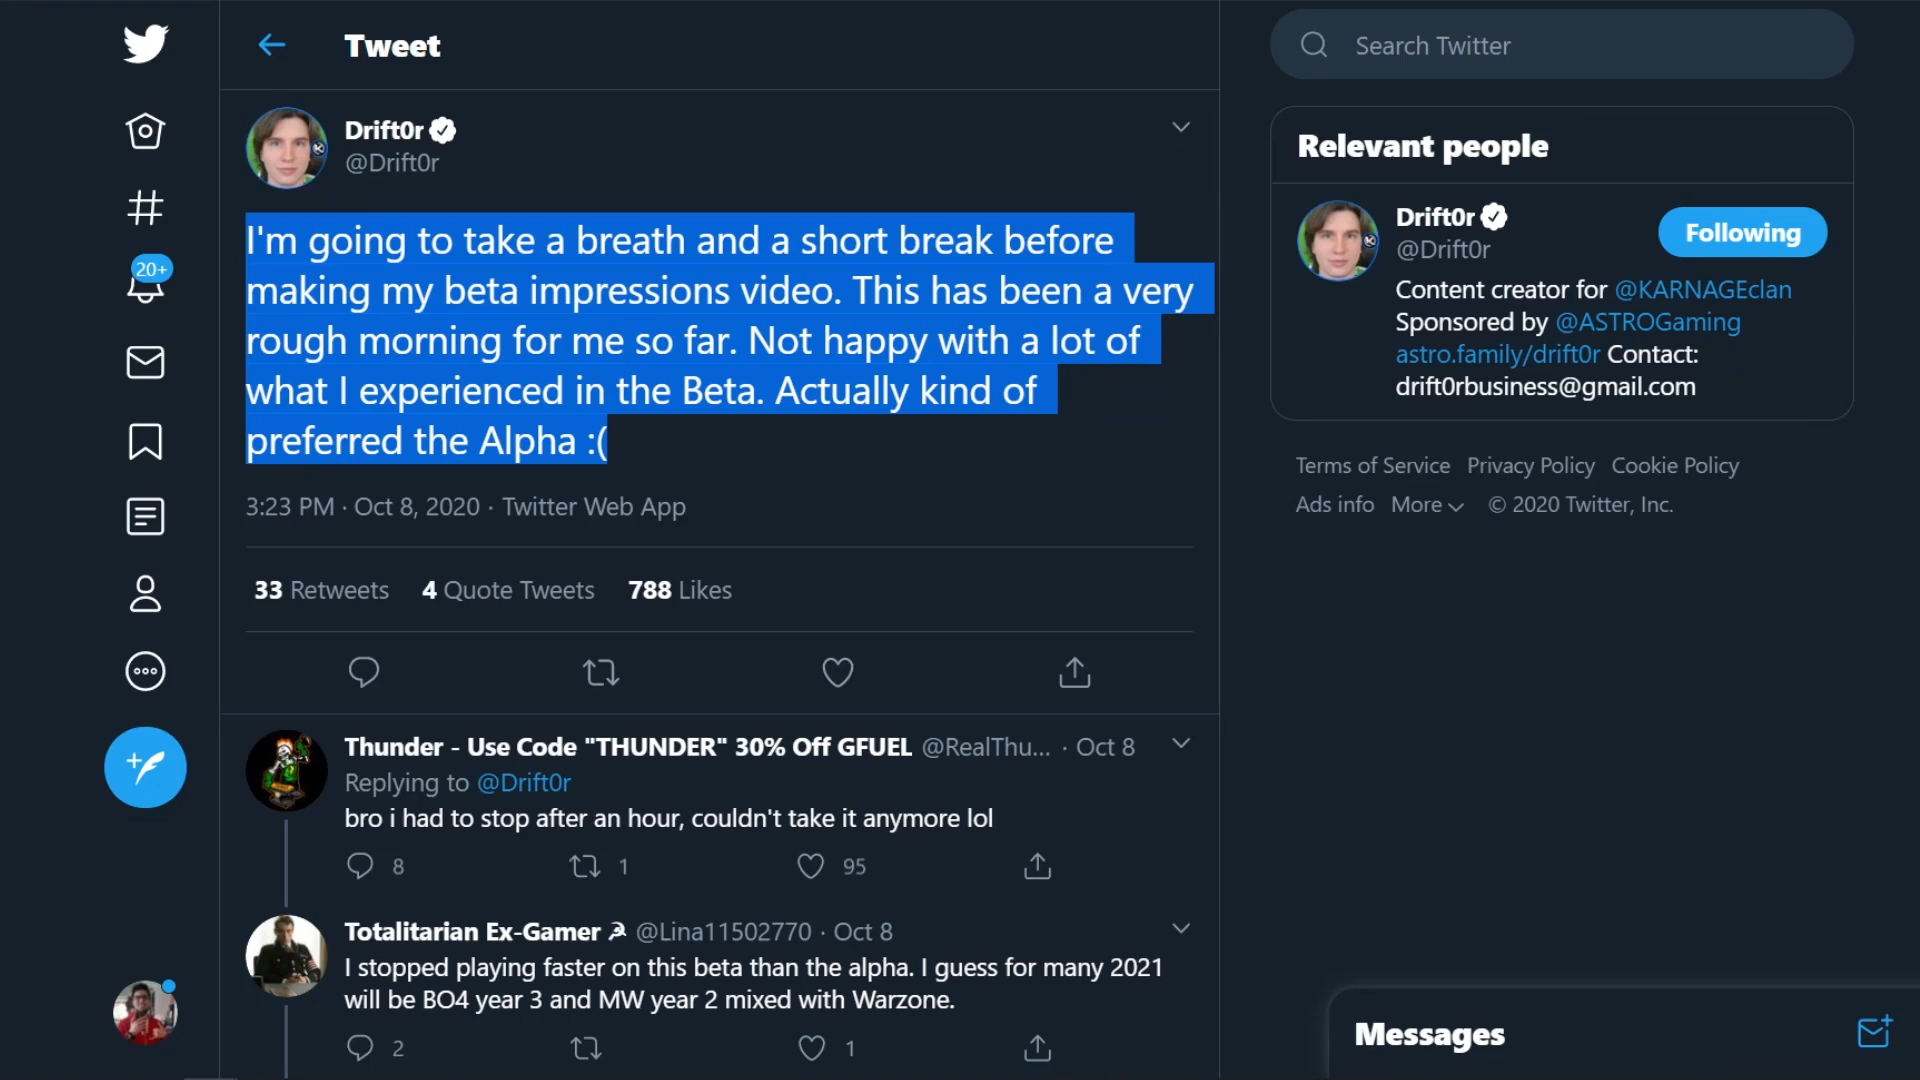 Tweet
Search Twitter
Drift0r
@Drift0r
I'm going to take a breath and a short break before
making my beta impressions video. This has been a very
rough morning for me so far. Not happy with a lot of
what I experienced in the Beta. Actually kind of
preferred the Alpha :(
3:23 PM · Oct 8, 2020 · Twitter Web App
33 Retweets 4 Quote Tweets 788 Likes
Thunder - Use Code "THUNDER" 30% Off GFUEL @RealThu... · Oct 8
Replying to @Drift0r
bro i had to stop after an hour, couldn't take it anymore lol
8 1 95
Totalitarian Ex-Gamer ☭ @Lina11502770 · Oct 8
I stopped playing faster on this beta than the alpha. I guess for many 2021
will be BO4 year 3 and MW year 2 mixed with Warzone.
2 1
20+
Relevant people
Drift0r
@Drift0r
Following
Content creator for @KARNAGEclan
Sponsored by @ASTROGaming
astro.family/drift0r Contact:
drift0rbusiness@gmail.com
Terms of Service Privacy Policy Cookie Policy
Ads info More © 2020 Twitter, Inc.
Messages